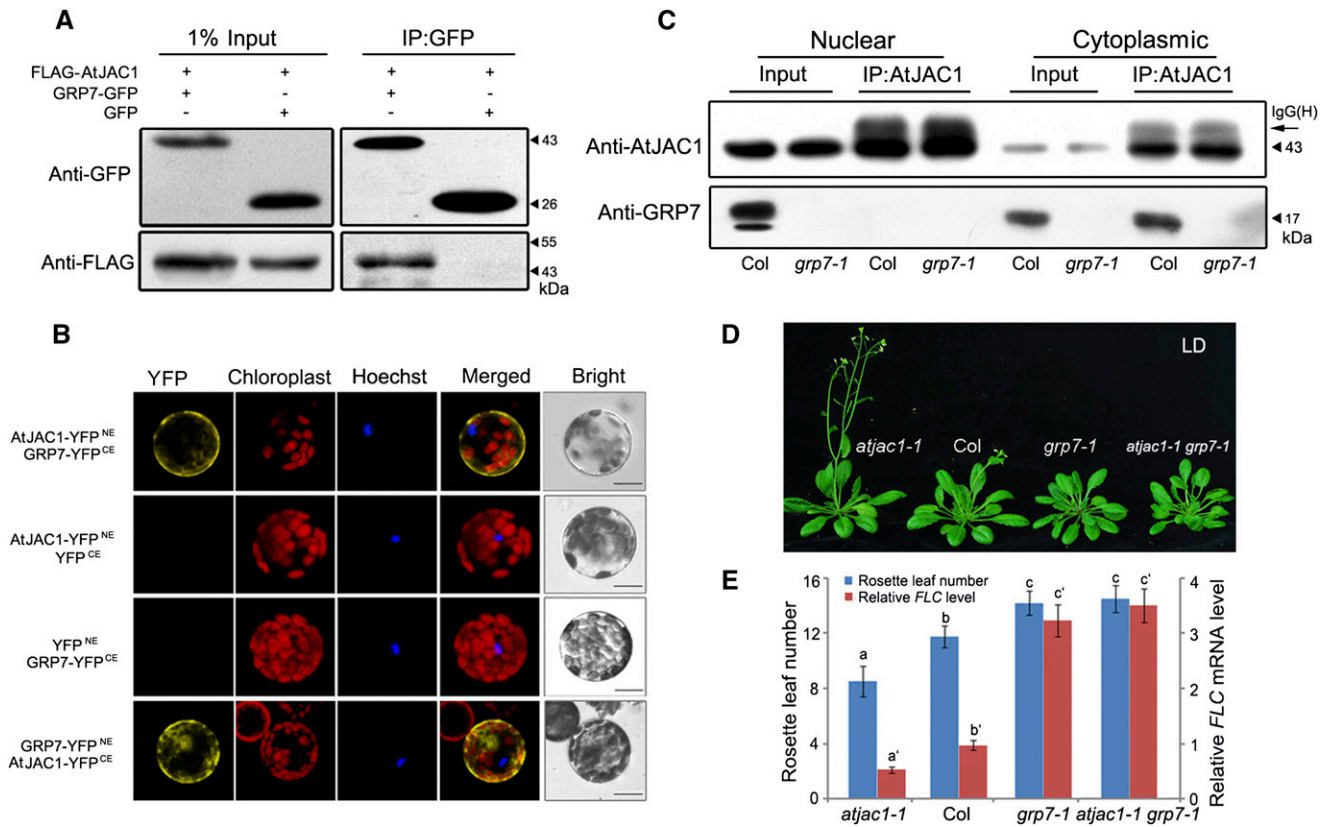 A
1% Input
IP:GFP
FLAG-AtJAC1 + + + +
GRP7-GFP + - + -
GFP - + - +
Anti-GFP
43
26
Anti-FLAG
55
43
kDa
B
YFP Chloroplast Hoechst Merged Bright
AtJAC1-YFP^NE
GRP7-YFP^CE
AtJAC1-YFP^NE
YFP^CE
YFP^NE
GRP7-YFP^CE
GRP7-YFP^NE
AtJAC1-YFP^CE
C
Nuclear Cytoplasmic
Input IP:AtJAC1 Input IP:AtJAC1
IgG(H)
Anti-AtJAC1
43
Anti-GRP7
17
kDa
Col grp7-1 Col grp7-1 Col grp7-1 Col grp7-1
D
LD
atjac1-1 Col grp7-1 atjac1-1 grp7-1
E
Rosette leaf number
Relative FLC level
Rosette leaf number
16
12
8
4
0
a a' b b' c c' c c'
4
3
2
1
0
Relative FLC mRNA level
atjac1-1 Col grp7-1 atjac1-1 grp7-1